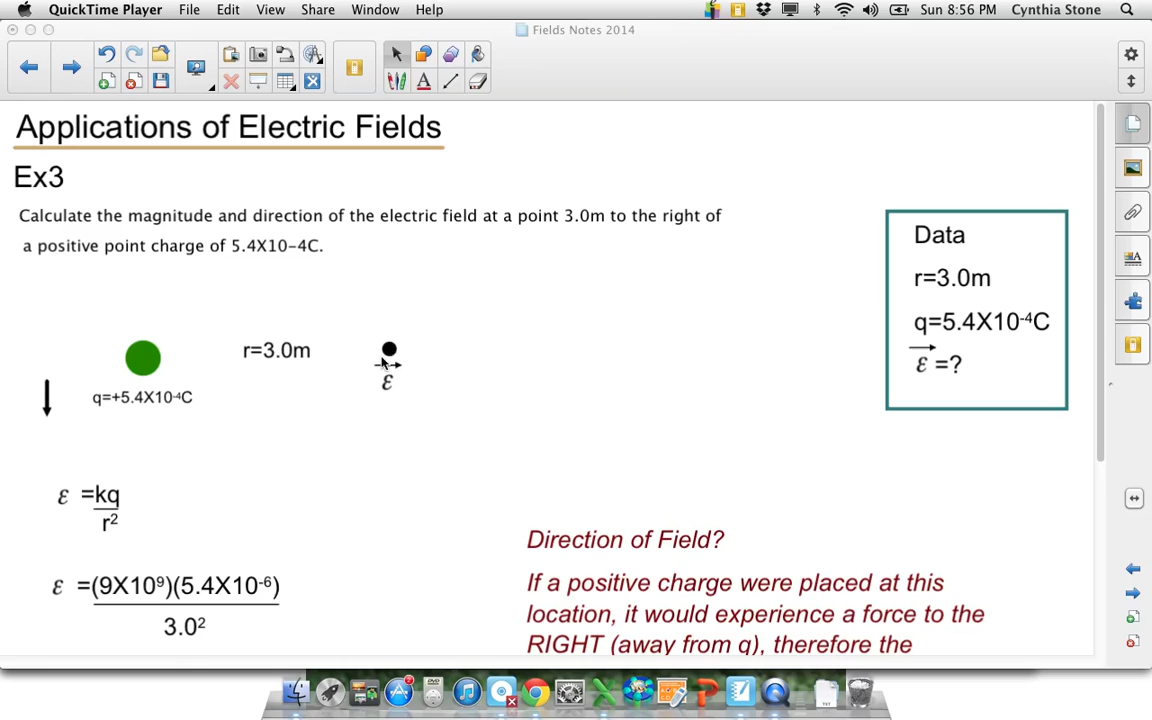 QuickTime Player File Edit View Share Window Help Sun 8:56 PM Cynthia Stone
Fields Notes 2014
Applications of Electric Fields
Ex3
Calculate the magnitude and direction of the electric field at a point 3.0m to the right of
a positive point charge of 5.4X10-4C.
Data
r=3.0m
q=5.4X10⁻⁴C
ε =?
r=3.0m
ε
q=+5.4X10⁻⁴C
ε =kq
r²
ε =(9X10⁹)(5.4X10⁻⁶)
3.0²
Direction of Field?
If a positive charge were placed at this
location, it would experience a force to the
RIGHT (away from q), therefore the